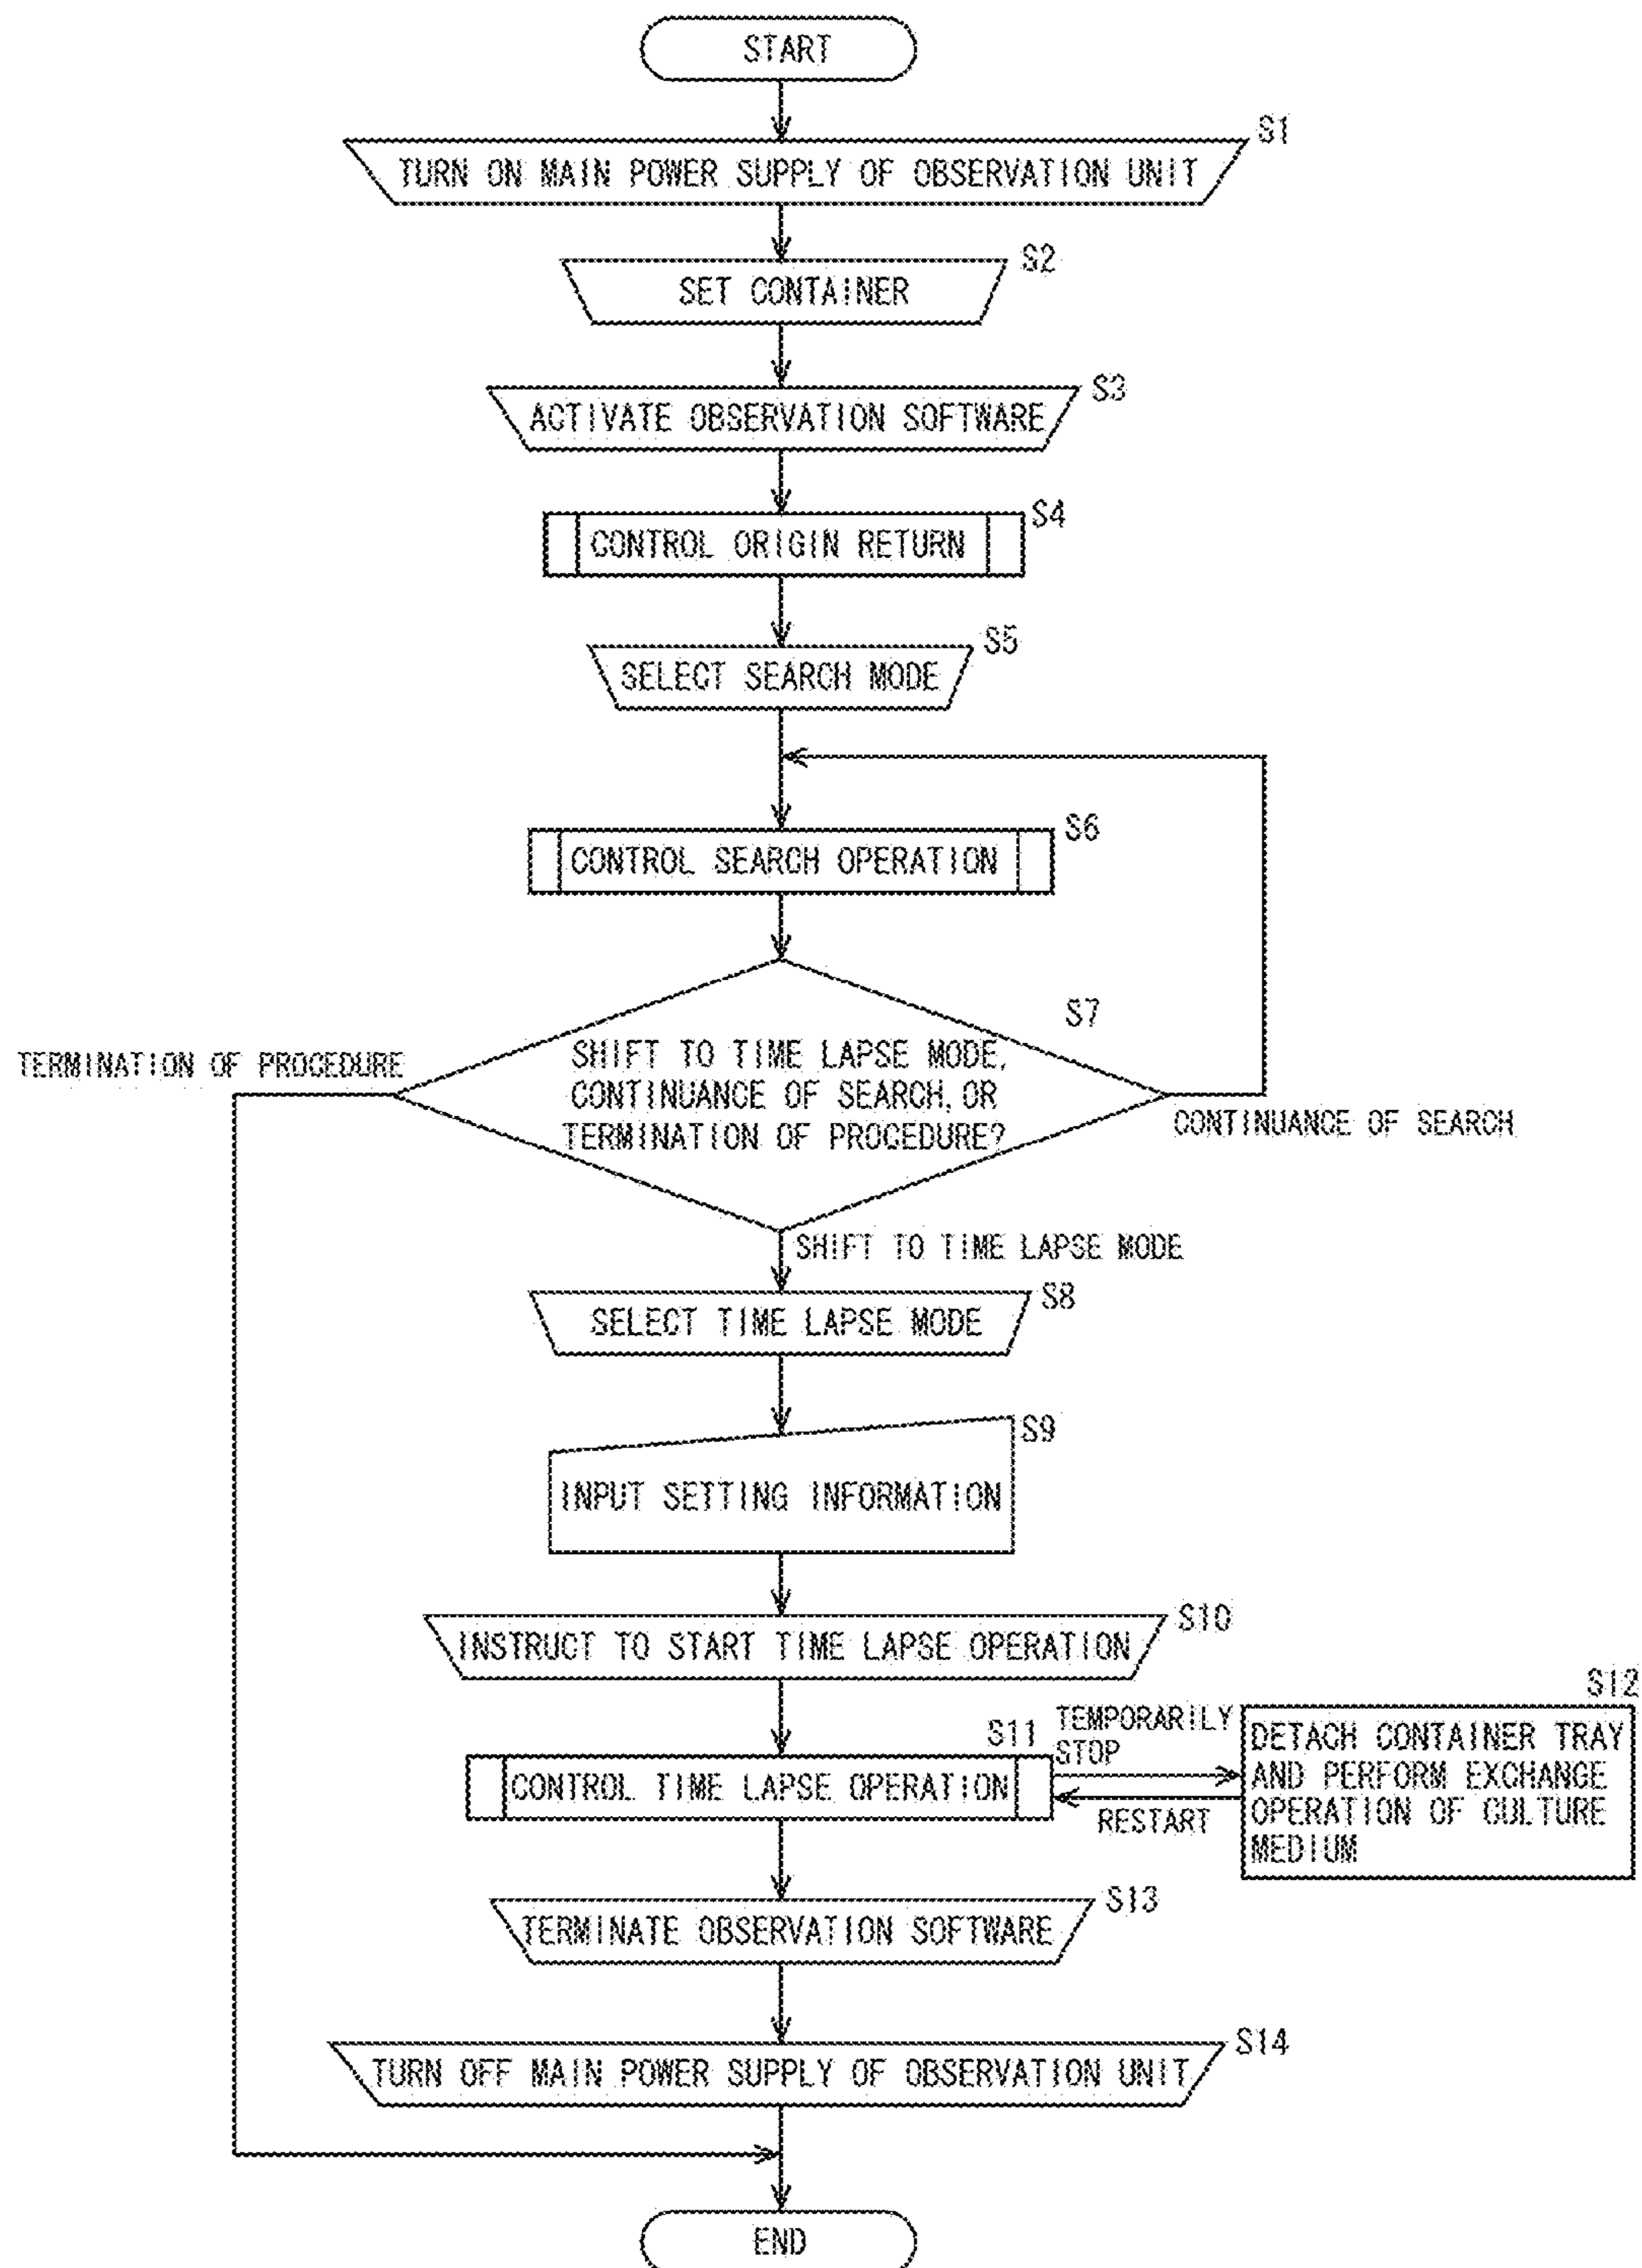 START
S1
TURN ON MAIN POWER SUPPLY OF OBSERVATION UNIT
S2
SET CONTAINER
S3
ACTIVATE OBSERVATION SOFTWARE
S4
CONTROL ORIGIN RETURN
S5
SELECT SEARCH MODE
S6
CONTROL SEARCH OPERATION
S7
SHIFT TO TIME LAPSE MODE,
CONTINUANCE OF SEARCH, OR
TERMINATION OF PROCEDURE?
TERMINATION OF PROCEDURE
CONTINUANCE OF SEARCH
SHIFT TO TIME LAPSE MODE
S8
SELECT TIME LAPSE MODE
S9
INPUT SETTING INFORMATION
S10
INSTRUCT TO START TIME LAPSE OPERATION
S11
CONTROL TIME LAPSE OPERATION
TEMPORARILY
STOP
RESTART
S12
DETACH CONTAINER TRAY
AND PERFORM EXCHANGE
OPERATION OF CULTURE
MEDIUM
S13
TERMINATE OBSERVATION SOFTWARE
S14
TURN OFF MAIN POWER SUPPLY OF OBSERVATION UNIT
END